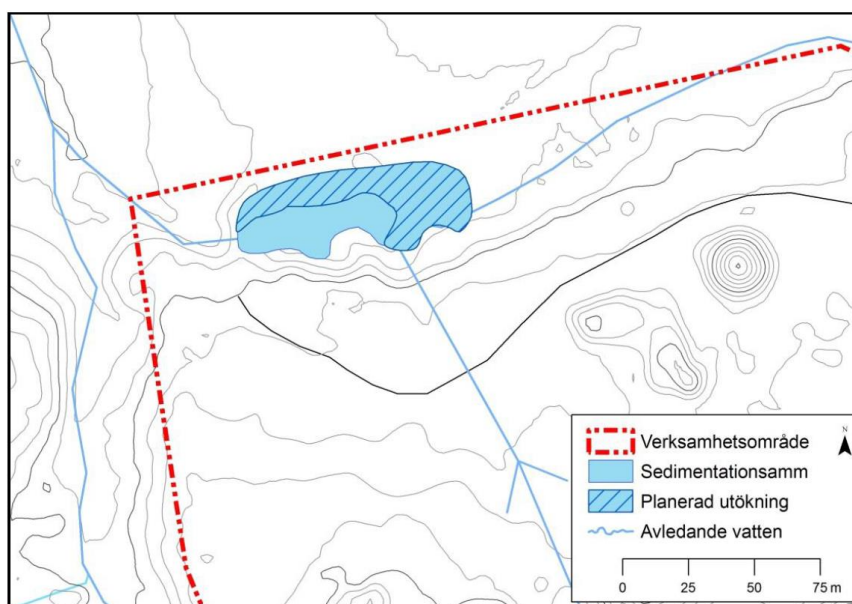 N
Verksamhetsområde
Sedimentationsamm
Planerad utökning
Avledande vatten
0 25 50 75 m